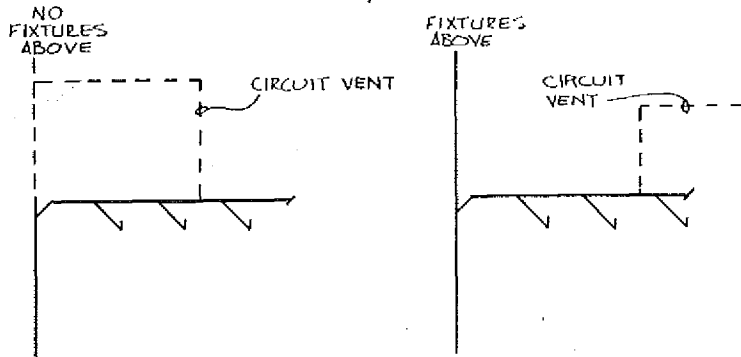 NO
FIXTURES
ABOVE
CIRCUIT VENT
FIXTURES
ABOVE
CIRCUIT
VENT